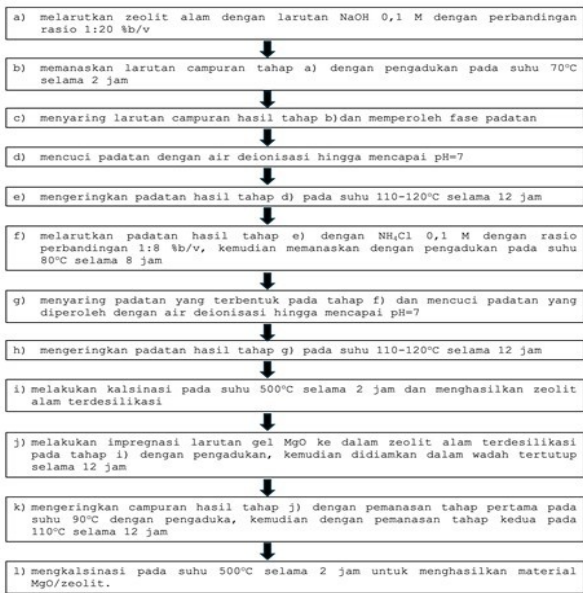 a) melarutkan zeolit alam dengan larutan NaOH 0,1 M dengan perbandingan
rasio 1:20 %b/v
b) memanaskan larutan campuran tahap a) dengan pengadukan pada suhu 70°C
selama 2 jam
c) menyaring larutan campuran hasil tahap b)dan memperoleh fase padatan
d) mencuci padatan dengan air deionisasi hingga mencapai pH=7
e) mengeringkan padatan hasil tahap d) pada suhu 110-120°C selama 12 jam
f) melarutkan padatan hasil tahap e) dengan NH₄Cl 0,1 M dengan rasio
perbandingan 1:8 %b/v, kemudian memanaskan dengan pengadukan pada suhu
80°C selama 8 jam
g) menyaring padatan yang terbentuk pada tahap f) dan mencuci padatan yang
diperoleh dengan air deionisasi hingga mencapai pH=7
h) mengeringkan padatan hasil tahap g) pada suhu 110-120°C selama 12 jam
i) melakukan kalsinasi pada suhu 500°C selama 2 jam dan menghasilkan zeolit
alam terdesilikasi
j) melakukan impregnasi larutan gel MgO ke dalam zeolit alam terdesilikasi
pada tahap i) dengan pengadukan, kemudian didiamkan dalam wadah tertutup
selama 12 jam
k) mengeringkan campuran hasil tahap j) dengan pemanasan tahap pertama pada
suhu 90°C dengan pengaduka, kemudian dengan pemanasan tahap kedua pada
110°C selama 12 jam
l) mengkalsinasi pada suhu 500°C selama 2 jam untuk menghasilkan material
MgO/zeolit.